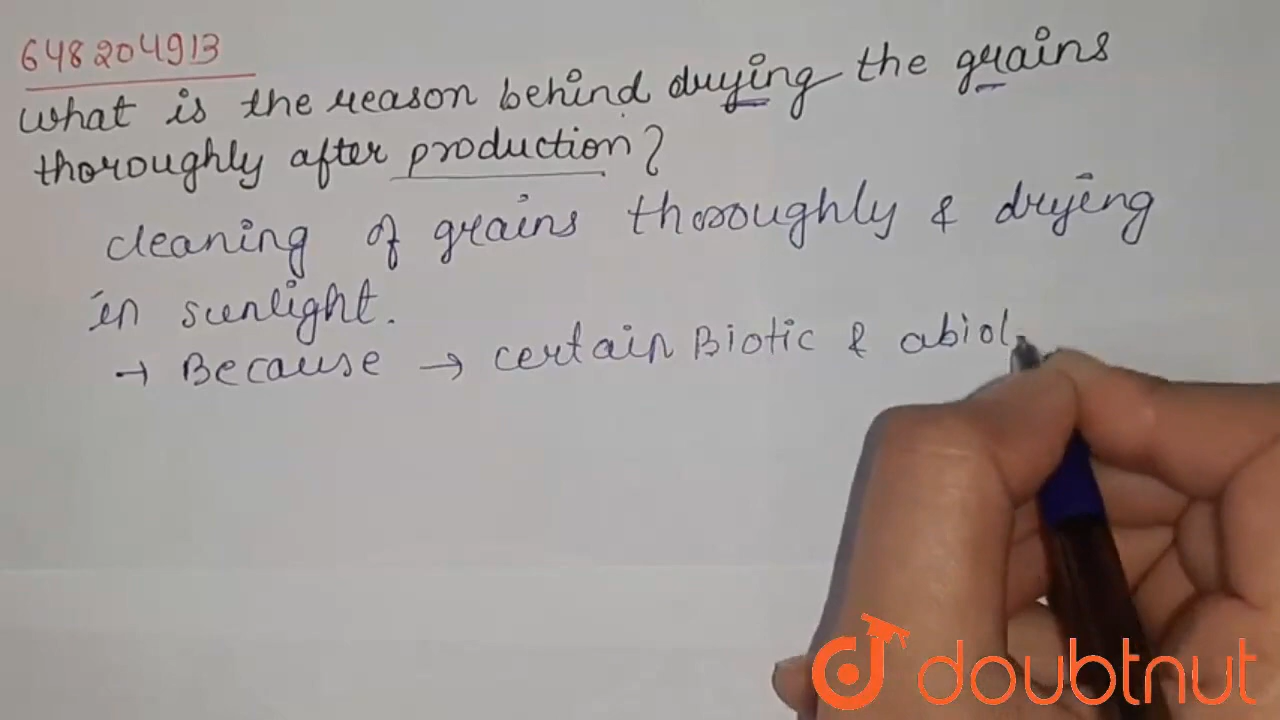 648204913
What is the reason behind drying the grains
thoroughly after production?
cleaning of grains thoroughly & drying
in sunlight.
→ Because → certain Biotic & abiot
doubtnut